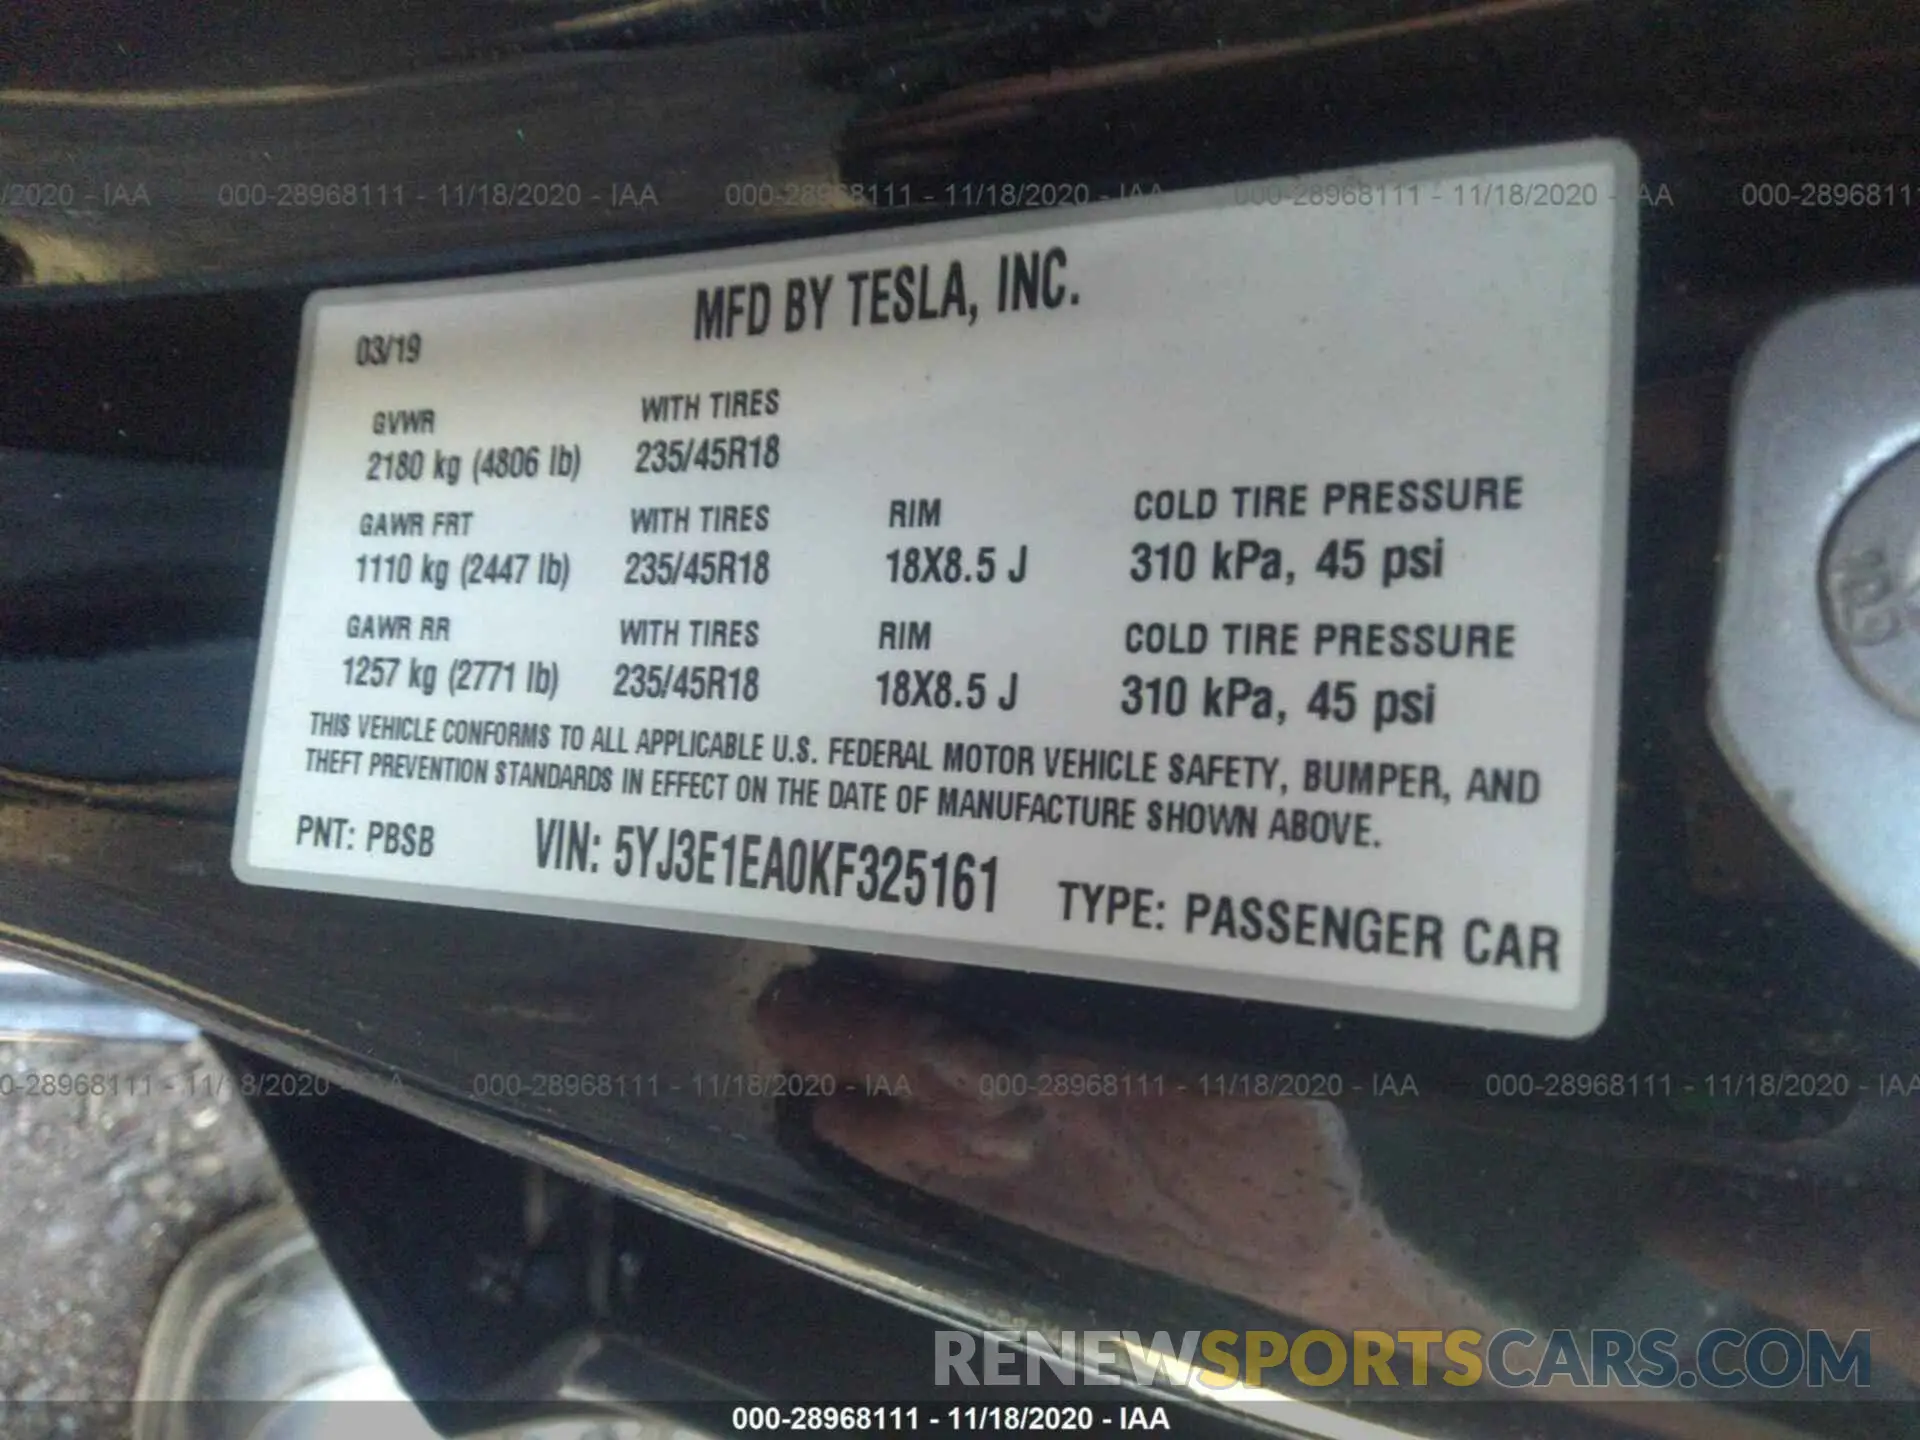 /2020 - IAA 000-28968111 - 11/18/2020 - IAA 000-28968111 - 11/18/2020 - IAA 000-28968111 - 11/18/2020 - IAA 000-2896811
MFD BY TESLA, INC.
03/19
GVWR WITH TIRES
2180 kg (4806 lb) 235/45R18
GAWR FRT WITH TIRES RIM COLD TIRE PRESSURE
1110 kg (2447 lb) 235/45R18 18X8.5 J 310 kPa, 45 psi
GAWR RR WITH TIRES RIM COLD TIRE PRESSURE
1257 kg (2771 lb) 235/45R18 18X8.5 J 310 kPa, 45 psi
THIS VEHICLE CONFORMS TO ALL APPLICABLE U.S. FEDERAL MOTOR VEHICLE SAFETY, BUMPER, AND
THEFT PREVENTION STANDARDS IN EFFECT ON THE DATE OF MANUFACTURE SHOWN ABOVE.
PNT: PBSB VIN: 5YJ3E1EA0KF325161 TYPE: PASSENGER CAR
0-28968111 - 11/18/2020 - IAA 000-28968111 - 11/18/2020 - IAA 000-28968111 - 11/18/2020 - IAA 000-28968111 - 11/18/2020 - IAA
RENEWSPORTSCARS.COM
000-28968111 - 11/18/2020 - IAA